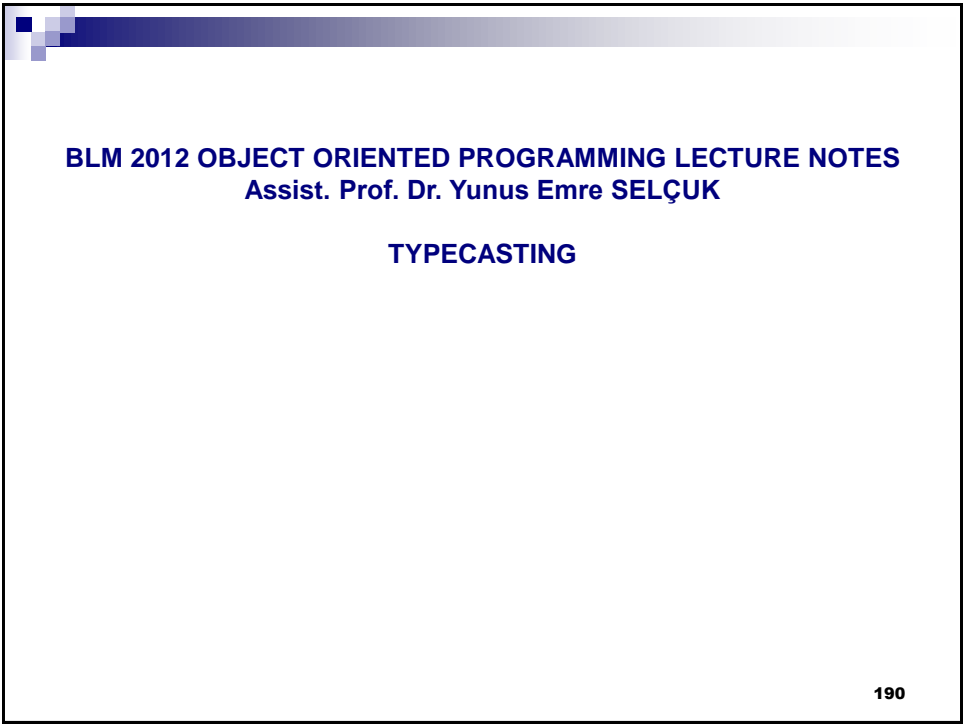 BLM 2012 OBJECT ORIENTED PROGRAMMING LECTURE NOTES
Assist. Prof. Dr. Yunus Emre SELÇUK
TYPECASTING
190